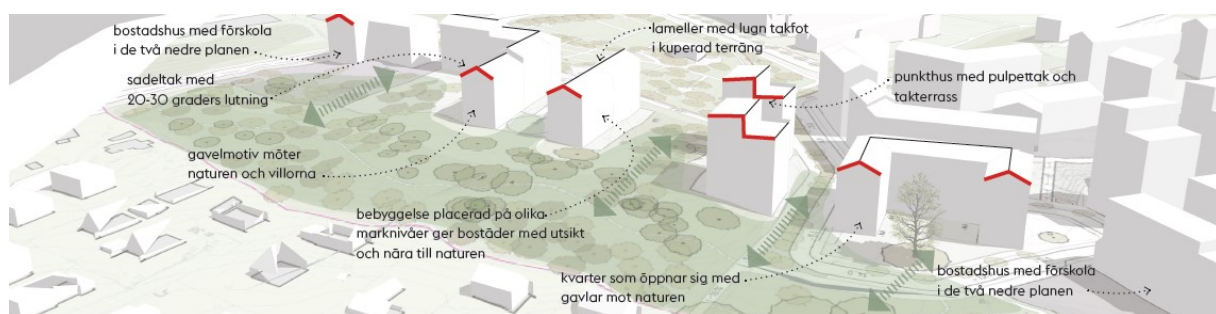 bostadshus med förskola
i de två nedre planen
sadeltak med
20-30 graders lutning
gavelmotiv möter
naturen och villorna
bebyggelse placerad på olika
marknivåer ger bostäder med utsikt
och nära till naturen
lameller med lugn takfot
i kuperad terräng
punkthus med pulpettak och
takterrass
kvarter som öppnar sig med
gavlar mot naturen
bostadshus med förskola
i de två nedre planen